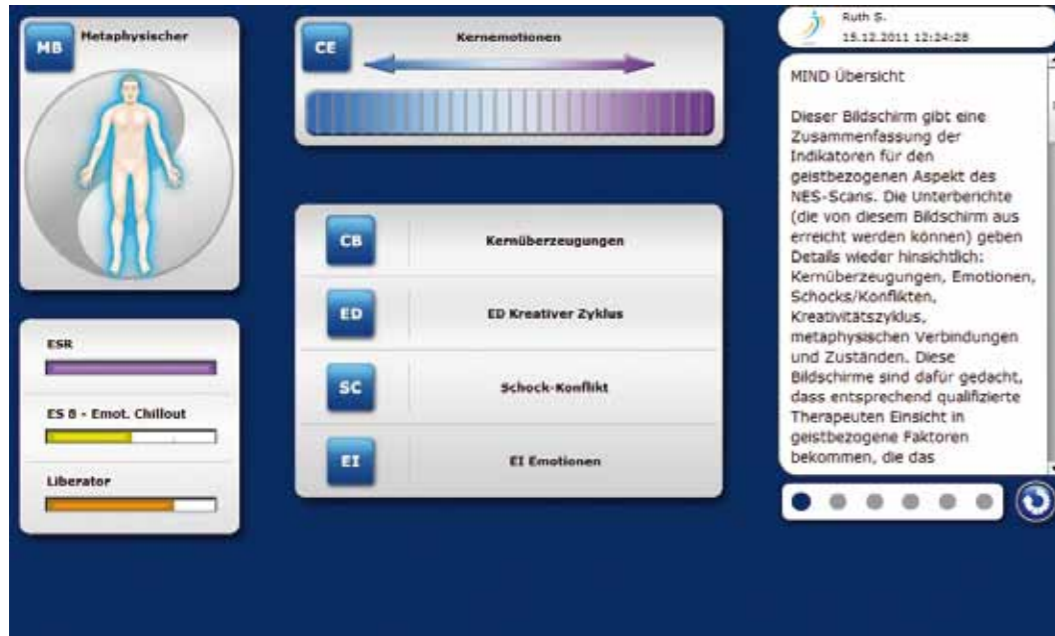 MB Metaphysischer
ESR
ES 8 - Emot. Chillout
Liberator
CE Kernemotionen
CB Kernüberzeugungen
ED ED Kreativer Zyklus
SC Schock-Konflikt
EI EI Emotionen
Ruth S.
15.12.2011 12:24:28
MIND Übersicht
Dieser Bildschirm gibt eine
Zusammenfassung der
Indikatoren für den
geistbezogenen Aspekt des
NES-Scans. Die Unterberichte
(die von diesem Bildschirm aus
erreicht werden können) geben
Details wieder hinsichtlich:
Kernüberzeugungen, Emotionen,
Schocks/Konflikten,
Kreativitätszyklus,
metaphysischen Verbindungen
und Zuständen. Diese
Bildschirme sind dafür gedacht,
dass entsprechend qualifizierte
Therapeuten Einsicht in
geistbezogene Faktoren
bekommen, die das